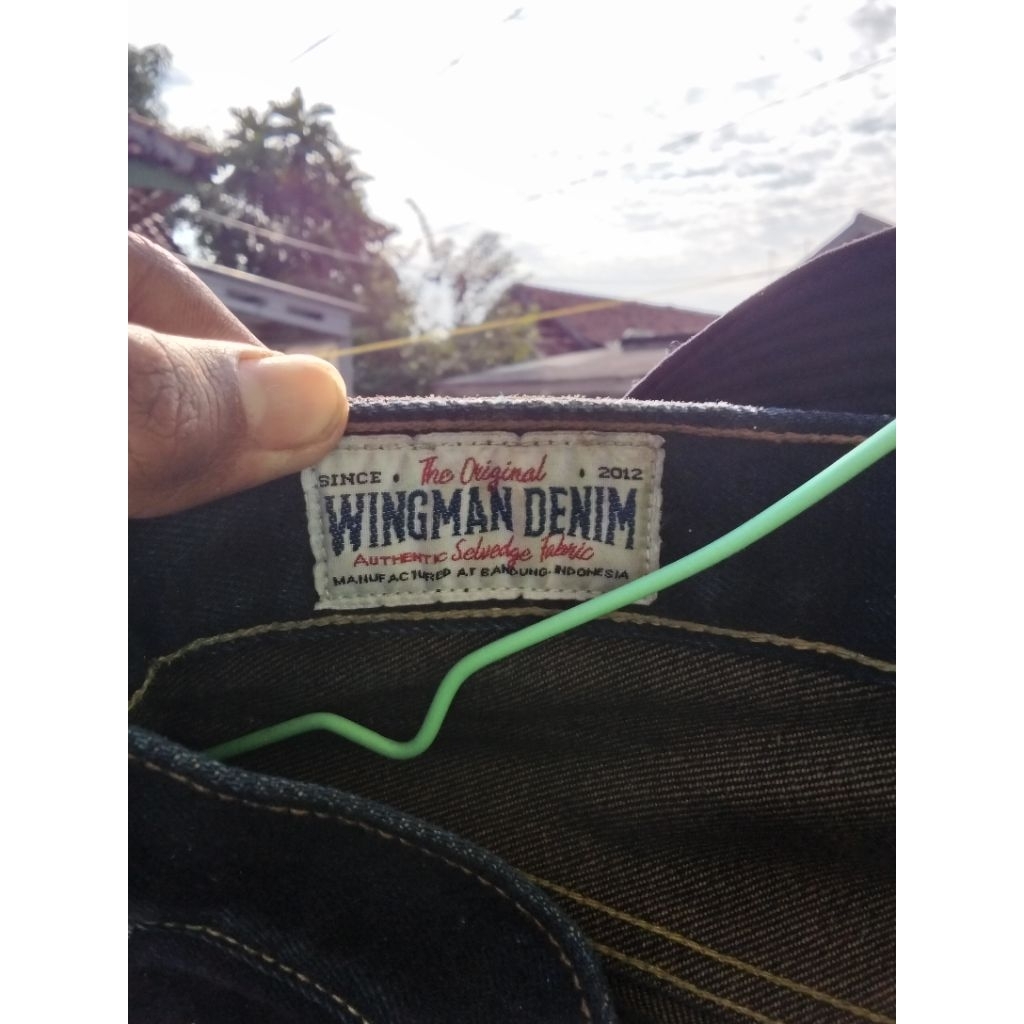 SINCE • The Original • 2012
WINGMAN DENIM
AUTHENTIC Selvedge Fabric
MANUFACTURED AT BANDUNG-INDONESIA